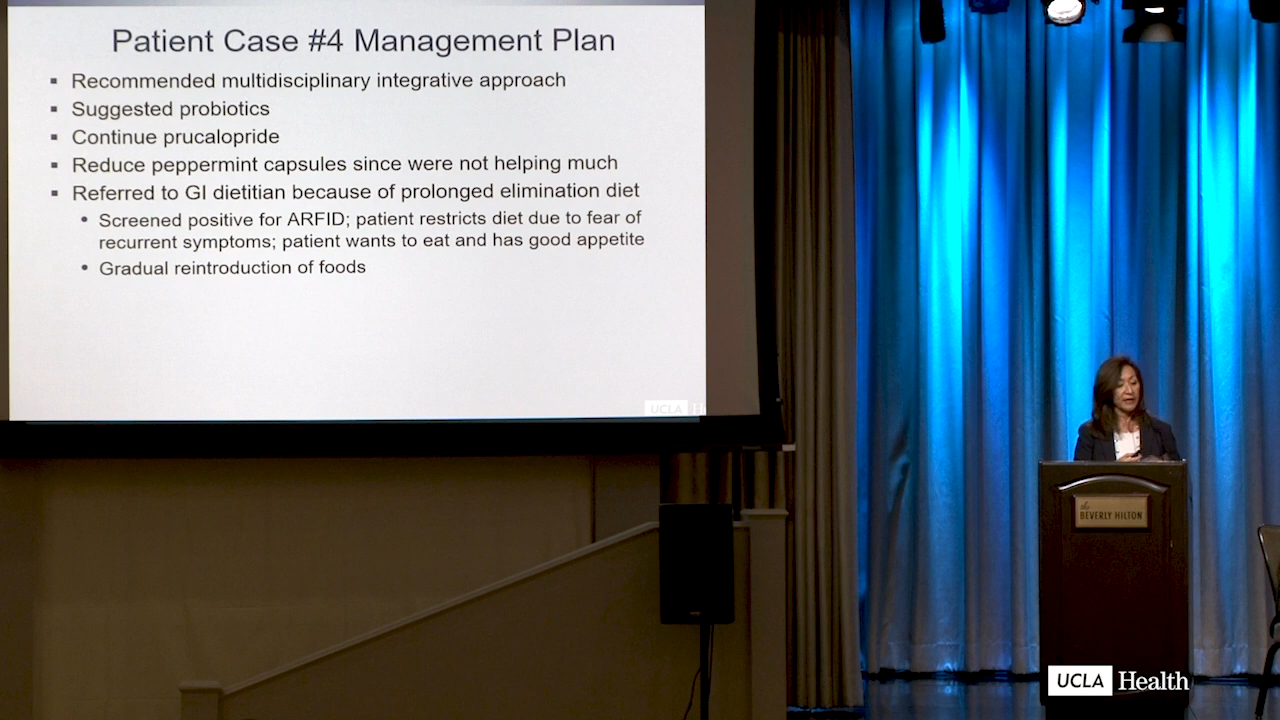 Patient Case #4 Management Plan
▪ Recommended multidisciplinary integrative approach
▪ Suggested probiotics
▪ Continue prucalopride
▪ Reduce peppermint capsules since were not helping much
▪ Referred to GI dietitian because of prolonged elimination diet
• Screened positive for ARFID; patient restricts diet due to fear of
recurrent symptoms; patient wants to eat and has good appetite
• Gradual reintroduction of foods
UCLA H
the
BEVERLY HILTON
UCLA Health